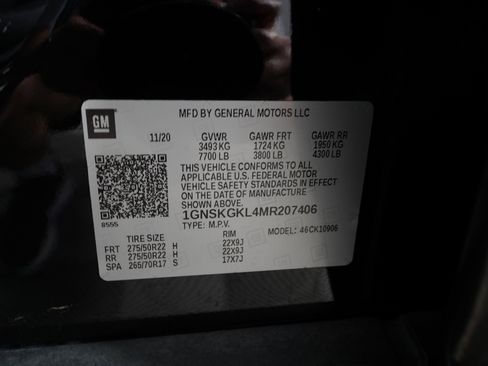 MFD BY GENERAL MOTORS LLC
GM
11/20 GVWR GAWR FRT GAWR RR
3493 KG 1724 KG 1950 KG
7700 LB 3800 LB 4300 LB
THIS VEHICLE CONFORMS TO ALL
APPLICABLE U.S. FEDERAL MOTOR
VEHICLE SAFETY STANDARDS IN EFFECT
ON THE DATE OF MANUFACTURE
SHOWN ABOVE.
1GNSKGKL4MR207406
8555 TYPE: M.P.V. MODEL: 46CK10906
TIRE SIZE RIM
FRT 275/50R22 H 22X9J
RR 275/50R22 H 22X9J
SPA 265/70R17 S 17X7J